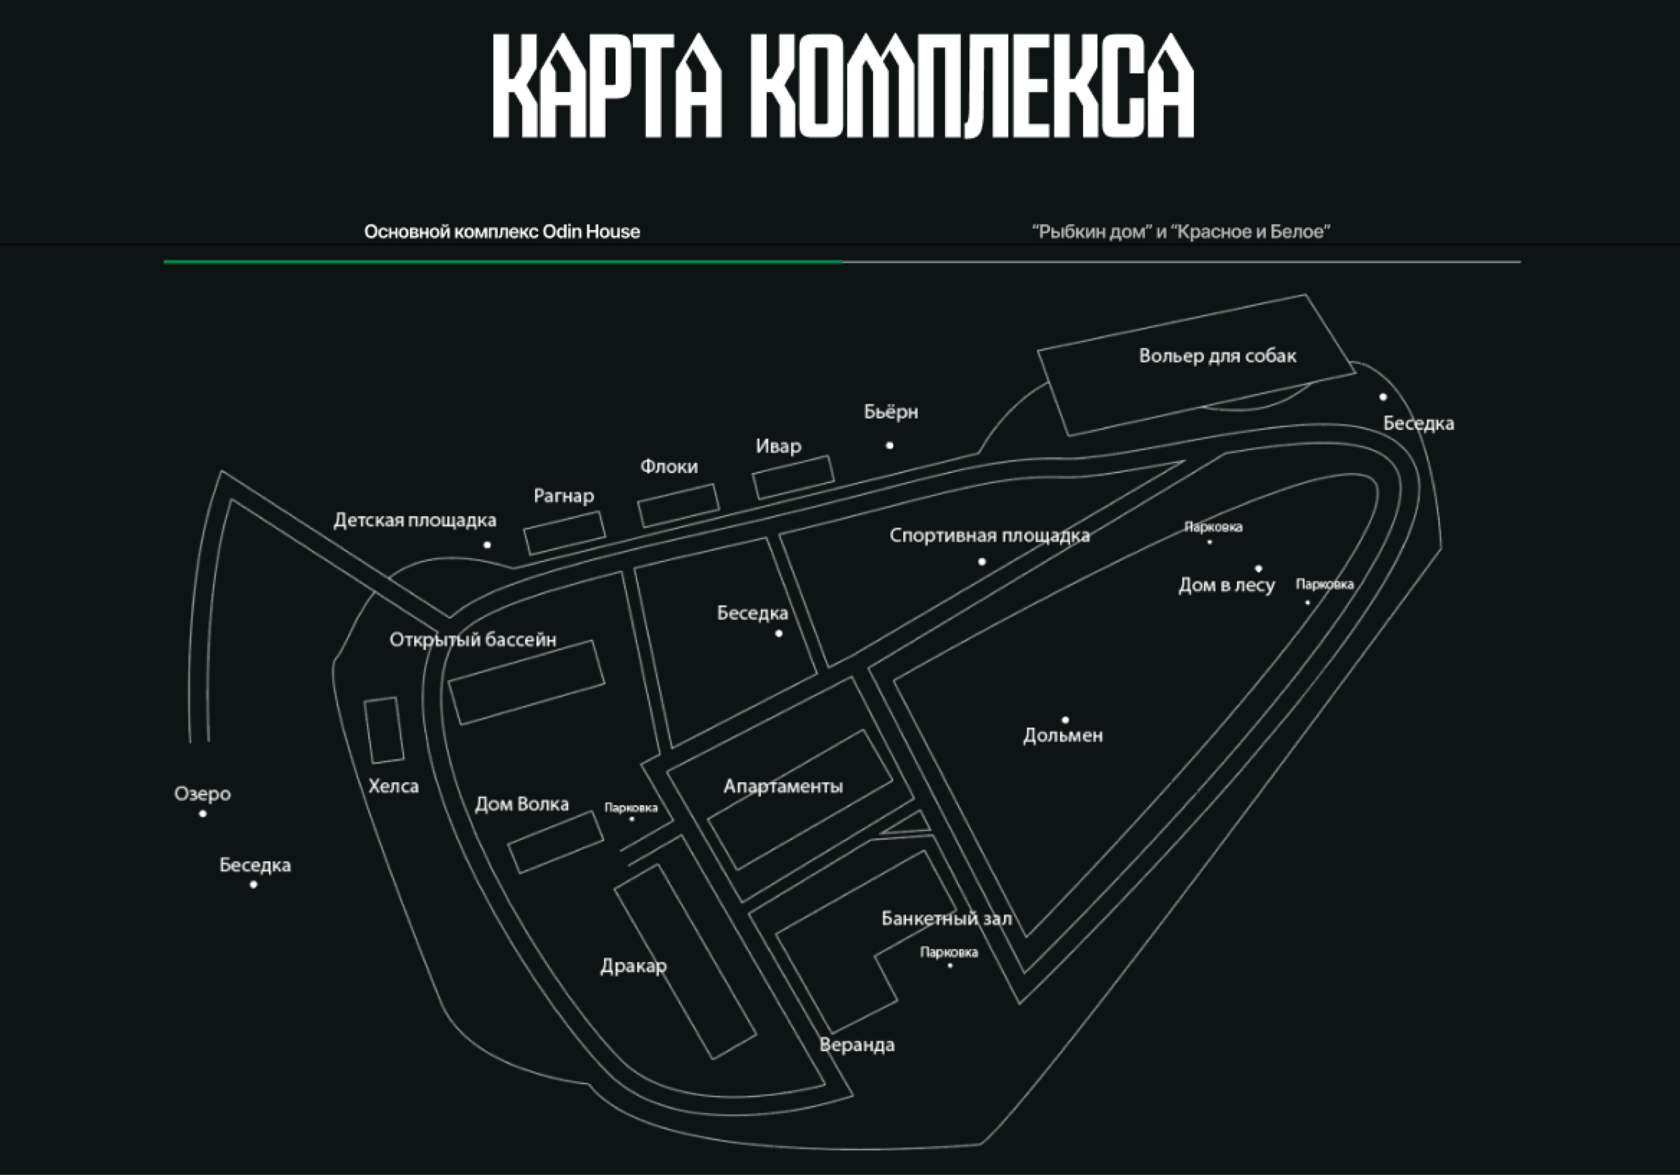 КАРТА КОМПЛЕКСА
Основной комплекс Odin House
“Рыбкин дом” и “Красное и Белое”
Вольер для собак
Беседка
Бьёрн
Ивар
Флоки
Рагнар
Детская площадка
Спортивная площадка
Парковка
Дом в лесу
Парковка
Беседка
Открытый бассейн
Дольмен
Хелса
Апартаменты
Озеро
Дом Волка
Парковка
Беседка
Банкетный зал
Парковка
Дракар
Веранда